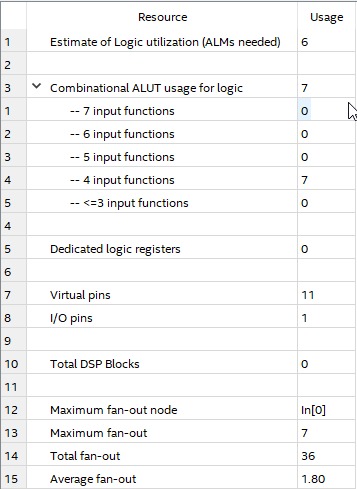 Resource Usage
1 Estimate of Logic utilization (ALMs needed) 6
2
3 Combinational ALUT usage for logic 7
1 -- 7 input functions 0
2 -- 6 input functions 0
3 -- 5 input functions 0
4 -- 4 input functions 7
5 -- <=3 input functions 0
4
5 Dedicated logic registers 0
6
7 Virtual pins 11
8 I/O pins 1
9
10 Total DSP Blocks 0
11
12 Maximum fan-out node In[0]
13 Maximum fan-out 7
14 Total fan-out 36
15 Average fan-out 1.80